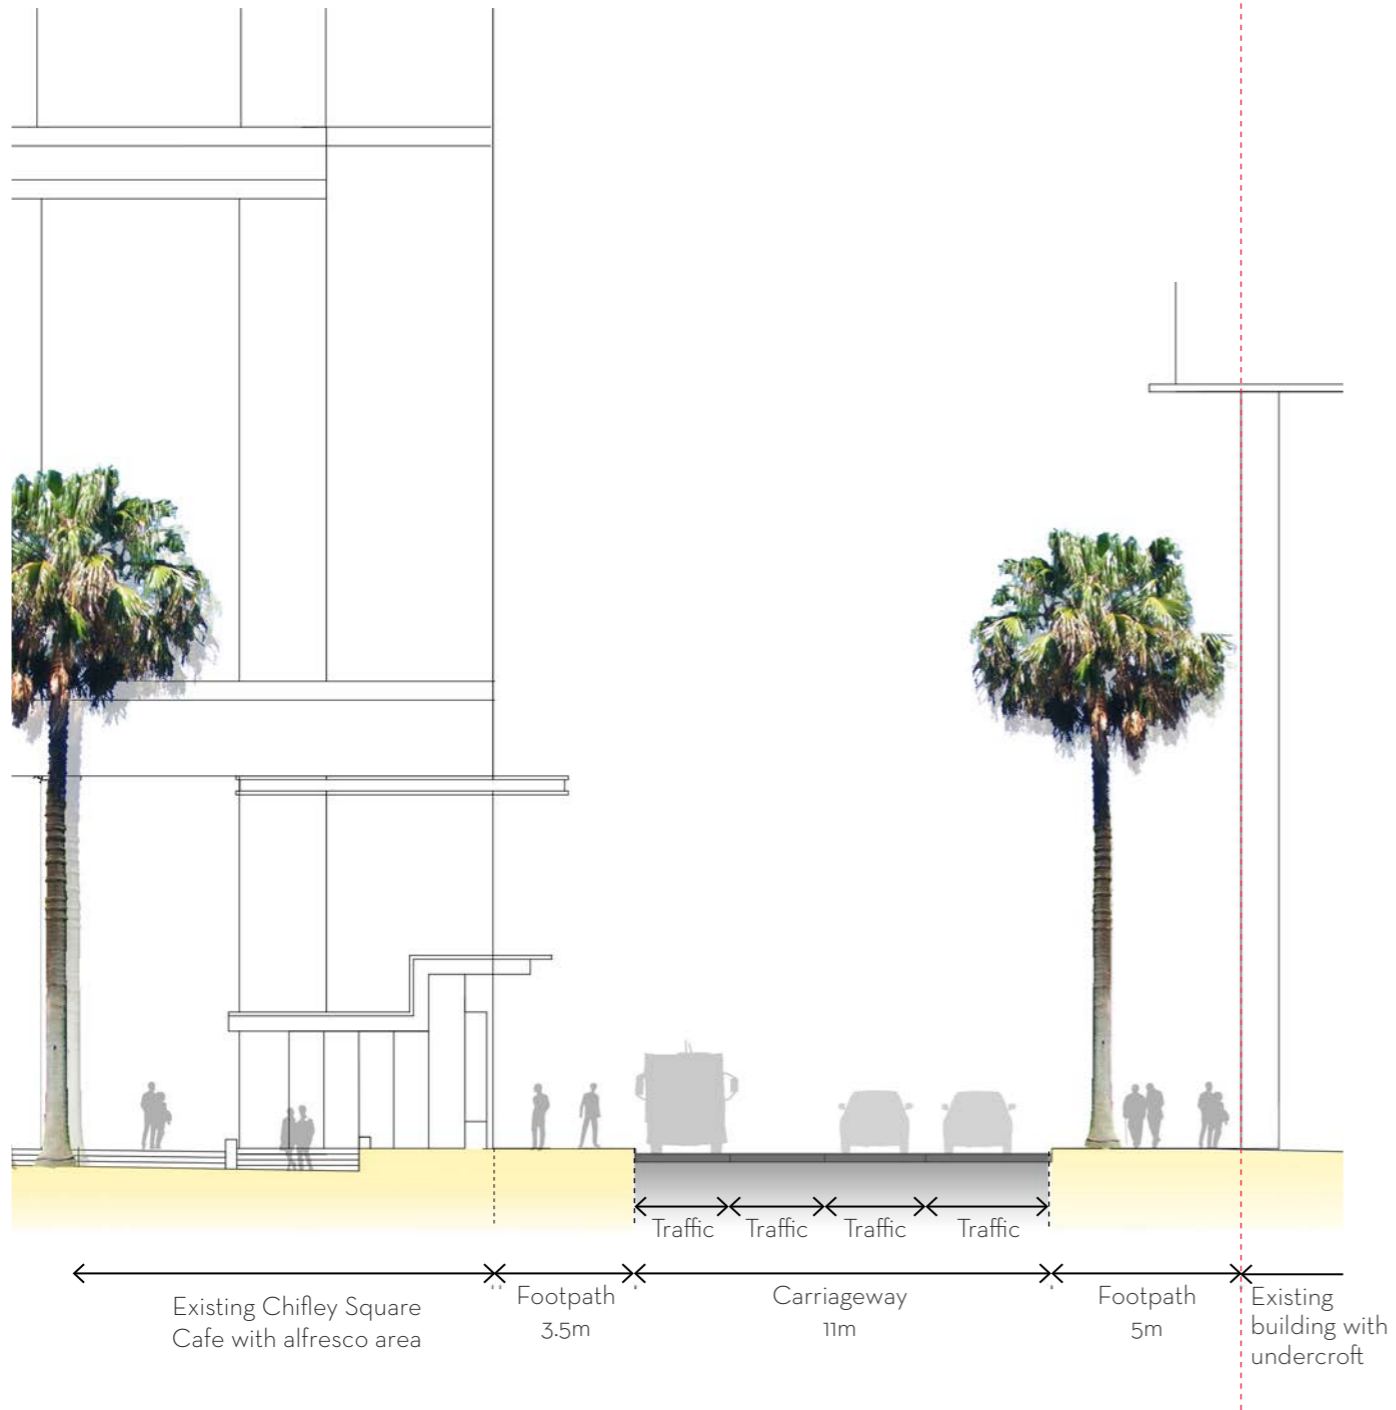 Traffic
Traffic
Traffic
Traffic
Existing Chifley Square
Cafe with alfresco area
Footpath
3.5m
Carriageway
11m
Footpath
5m
Existing
building with
undercroft